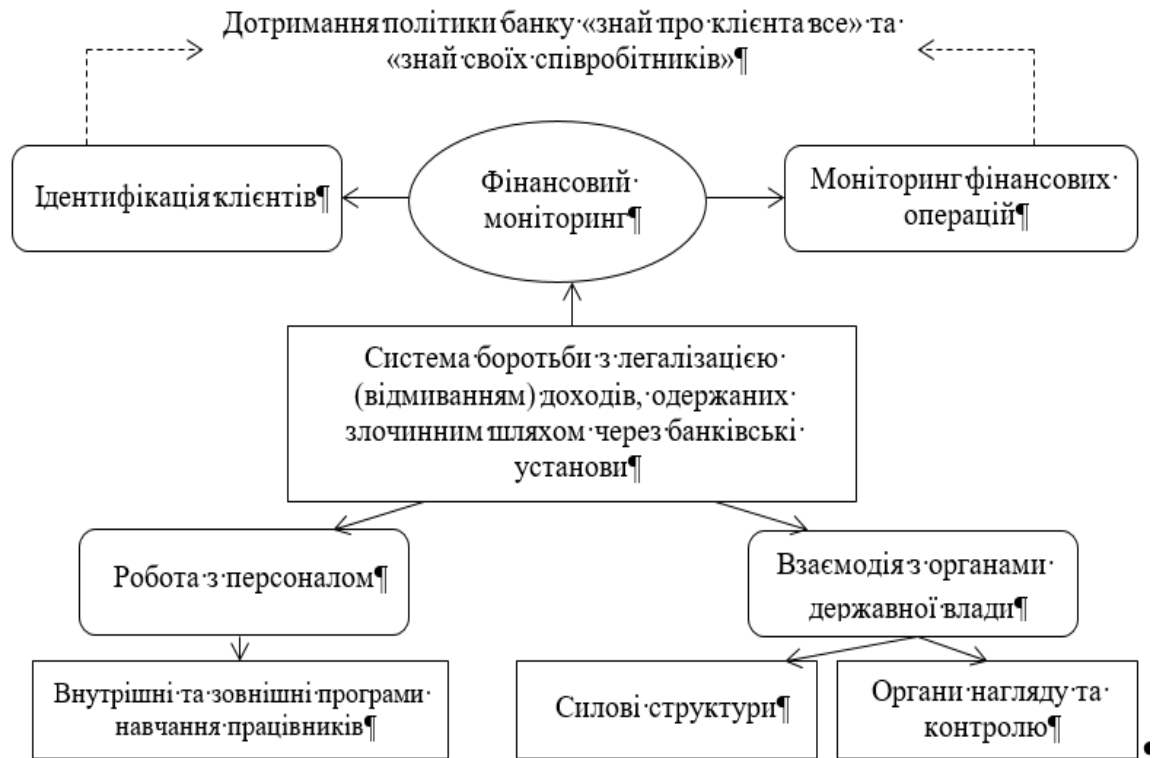 Дотримання політики банку «знай про клієнта все» та
«знай своїх співробітників»¶
Ідентифікація клієнтів¶
Фінансовий
моніторинг¶
Моніторинг фінансових
операцій¶
Система боротьби з легалізацією
(відмиванням) доходів, одержаних
злочинним шляхом через банківські
установи¶
Робота з персоналом¶
Взаємодія з органами
державної влади¶
Внутрішні та зовнішні програми
навчання працівників¶
Силові структури¶
Органи нагляду та
контролю¶